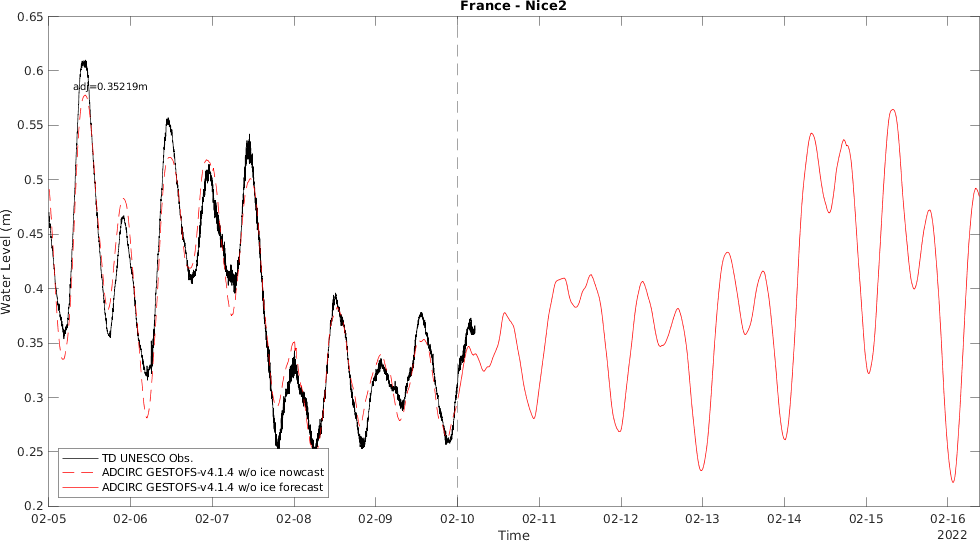 France - Nice2
0.65
0.6
0.55
0.5
0.45
0.4
0.35
0.3
0.25
0.2
Water Level (m)
adj=0.35219m
TD UNESCO Obs.
ADCIRC GESTOFS-v4.1.4 w/o ice nowcast
ADCIRC GESTOFS-v4.1.4 w/o ice forecast
02-05 02-06 02-07 02-08 02-09 02-10 02-11 02-12 02-13 02-14 02-15 02-16
Time
2022